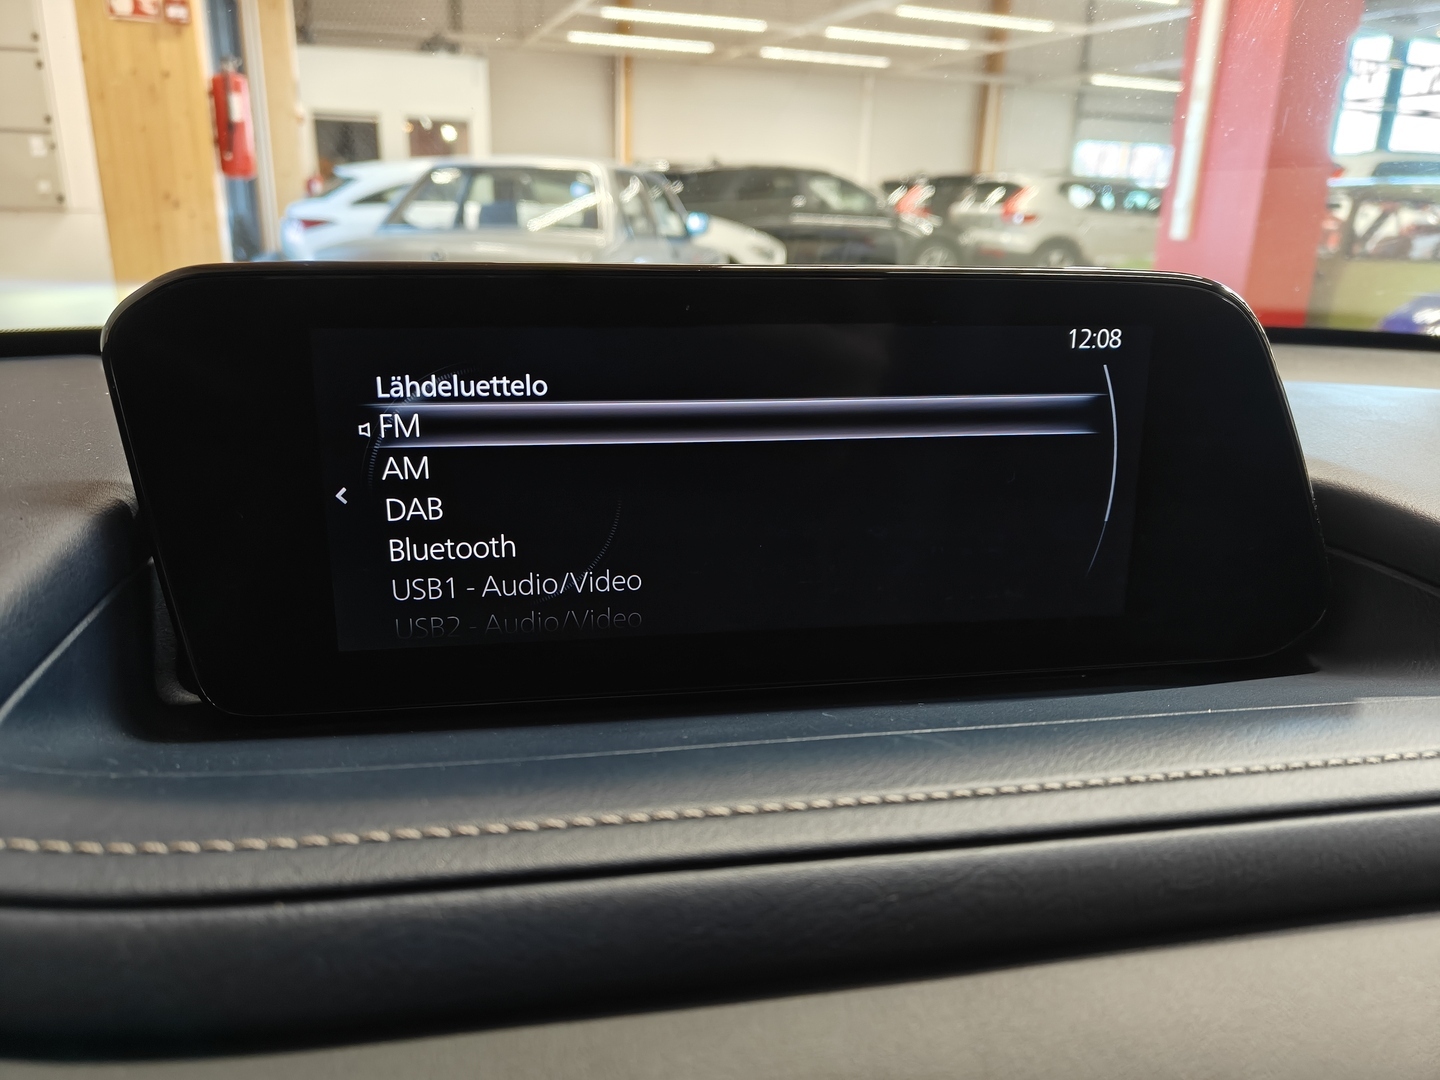 12:08
Lähdeluettelo
FM
AM
DAB
Bluetooth
USB1 - Audio/Video
USB2 - Audio/Video